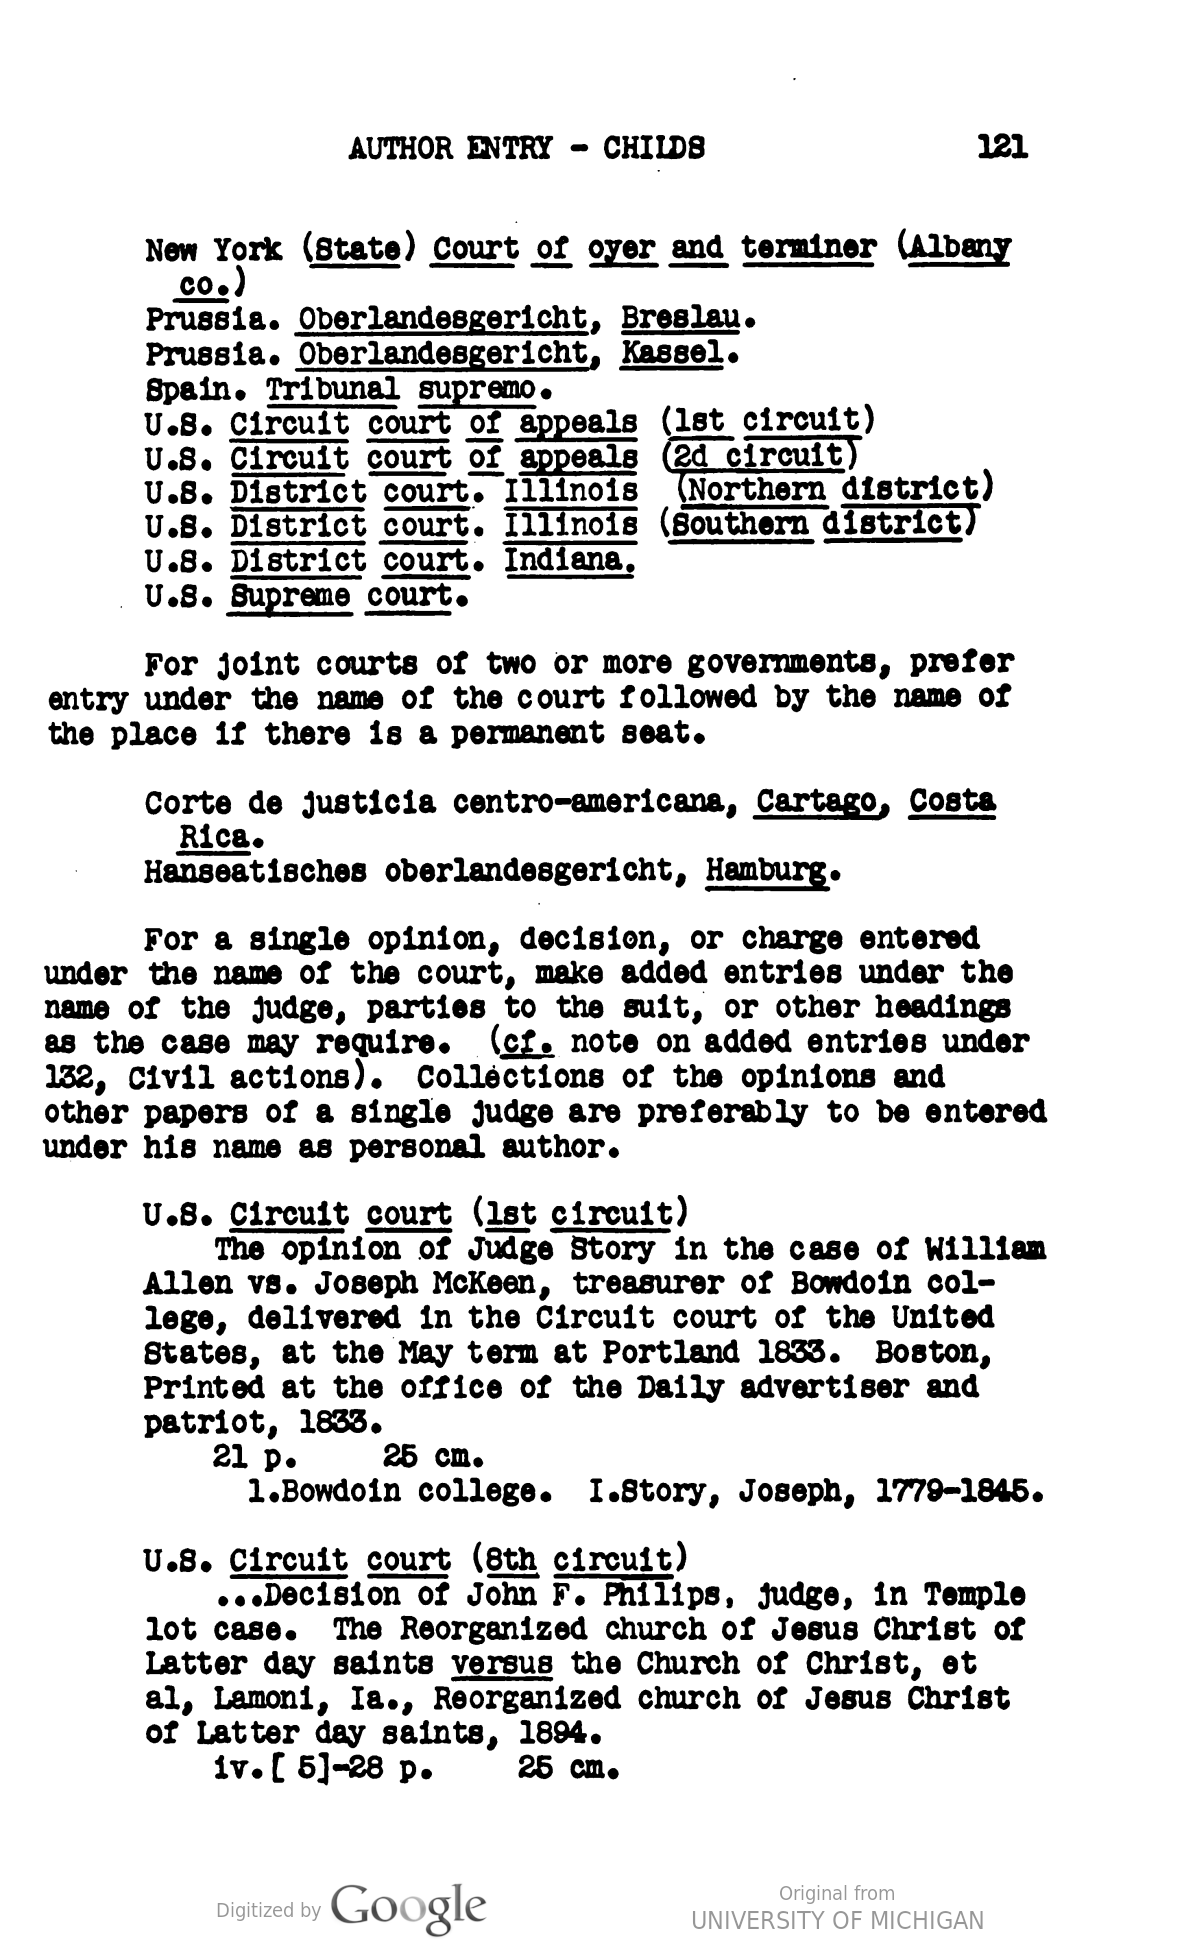 AUTHOR ENTRY - CHILDS 121
New York (State) Court of oyer and terminer (Albany
co.)
Prussia. Oberlandesgericht, Breslau.
Prussia. Oberlandesgericht, Kassel.
Spain. Tribunal supremo.
U.S. Circuit court of appeals (1st circuit)
U.S. Circuit court of appeals (2d circuit)
U.S. District court. Illinois (Northern district)
U.S. District court. Illinois (Southern district)
U.S. District court. Indiana.
U.S. Supreme court.
For joint courts of two or more governments, prefer
entry under the name of the court followed by the name of
the place if there is a permanent seat.
Corte de justicia centro-americana, Cartago, Costa
Rica.
Hanseatisches oberlandesgericht, Hamburg.
For a single opinion, decision, or charge entered
under the name of the court, make added entries under the
name of the judge, parties to the suit, or other headings
as the case may require. (cf. note on added entries under
132, Civil actions). Collections of the opinions and
other papers of a single judge are preferably to be entered
under his name as personal author.
U.S. Circuit court (1st circuit)
The opinion of Judge Story in the case of William
Allen vs. Joseph McKeen, treasurer of Bowdoin col-
lege, delivered in the Circuit court of the United
States, at the May term at Portland 1833. Boston,
Printed at the office of the Daily advertiser and
patriot, 1833.
21 p. 25 cm.
1.Bowdoin college. I.Story, Joseph, 1779-1845.
U.S. Circuit court (8th circuit)
...Decision of John F. Philips, judge, in Temple
lot case. The Reorganized church of Jesus Christ of
Latter day saints versus the Church of Christ, et
al, Lamoni, Ia., Reorganized church of Jesus Christ
of Latter day saints, 1894.
iv.[ 5]-28 p. 25 cm.
Digitized by Google
Original from
UNIVERSITY OF MICHIGAN